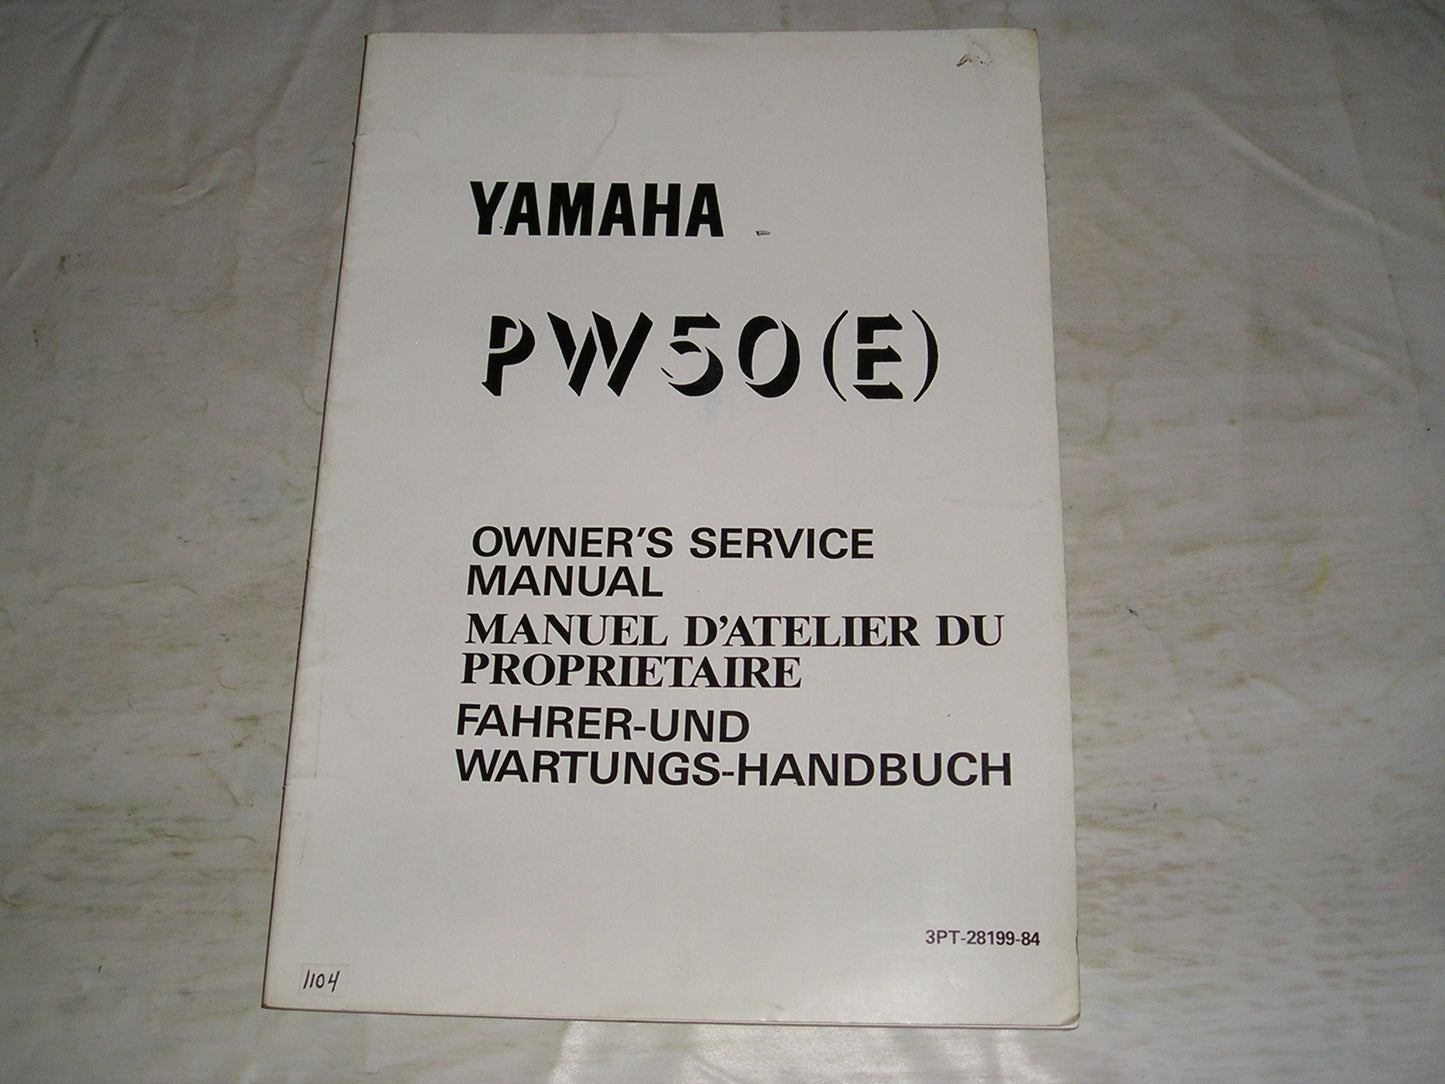 YAMAHA
PW50(E)
OWNER'S SERVICE
MANUAL
MANUEL D'ATELIER DU
PROPRIETAIRE
FAHRER-UND
WARTUNGS-HANDBUCH
3PT-28199-84
1104